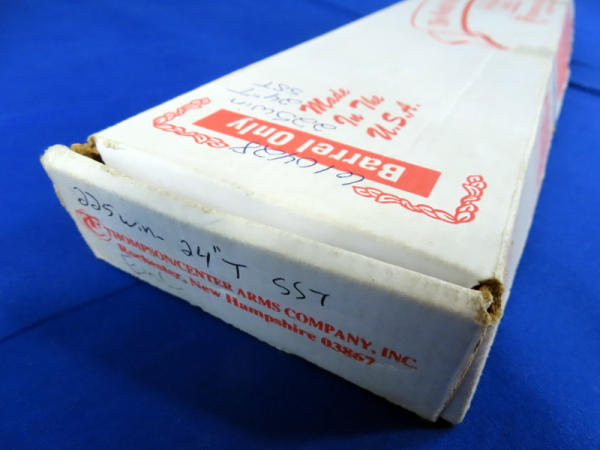 Made
In The
U.S.A.
225 win
24" T
SST
Barrel Only
225 win 24" T SST
THOMPSON/CENTER ARMS COMPANY, INC.
Rochester, New Hampshire 03867